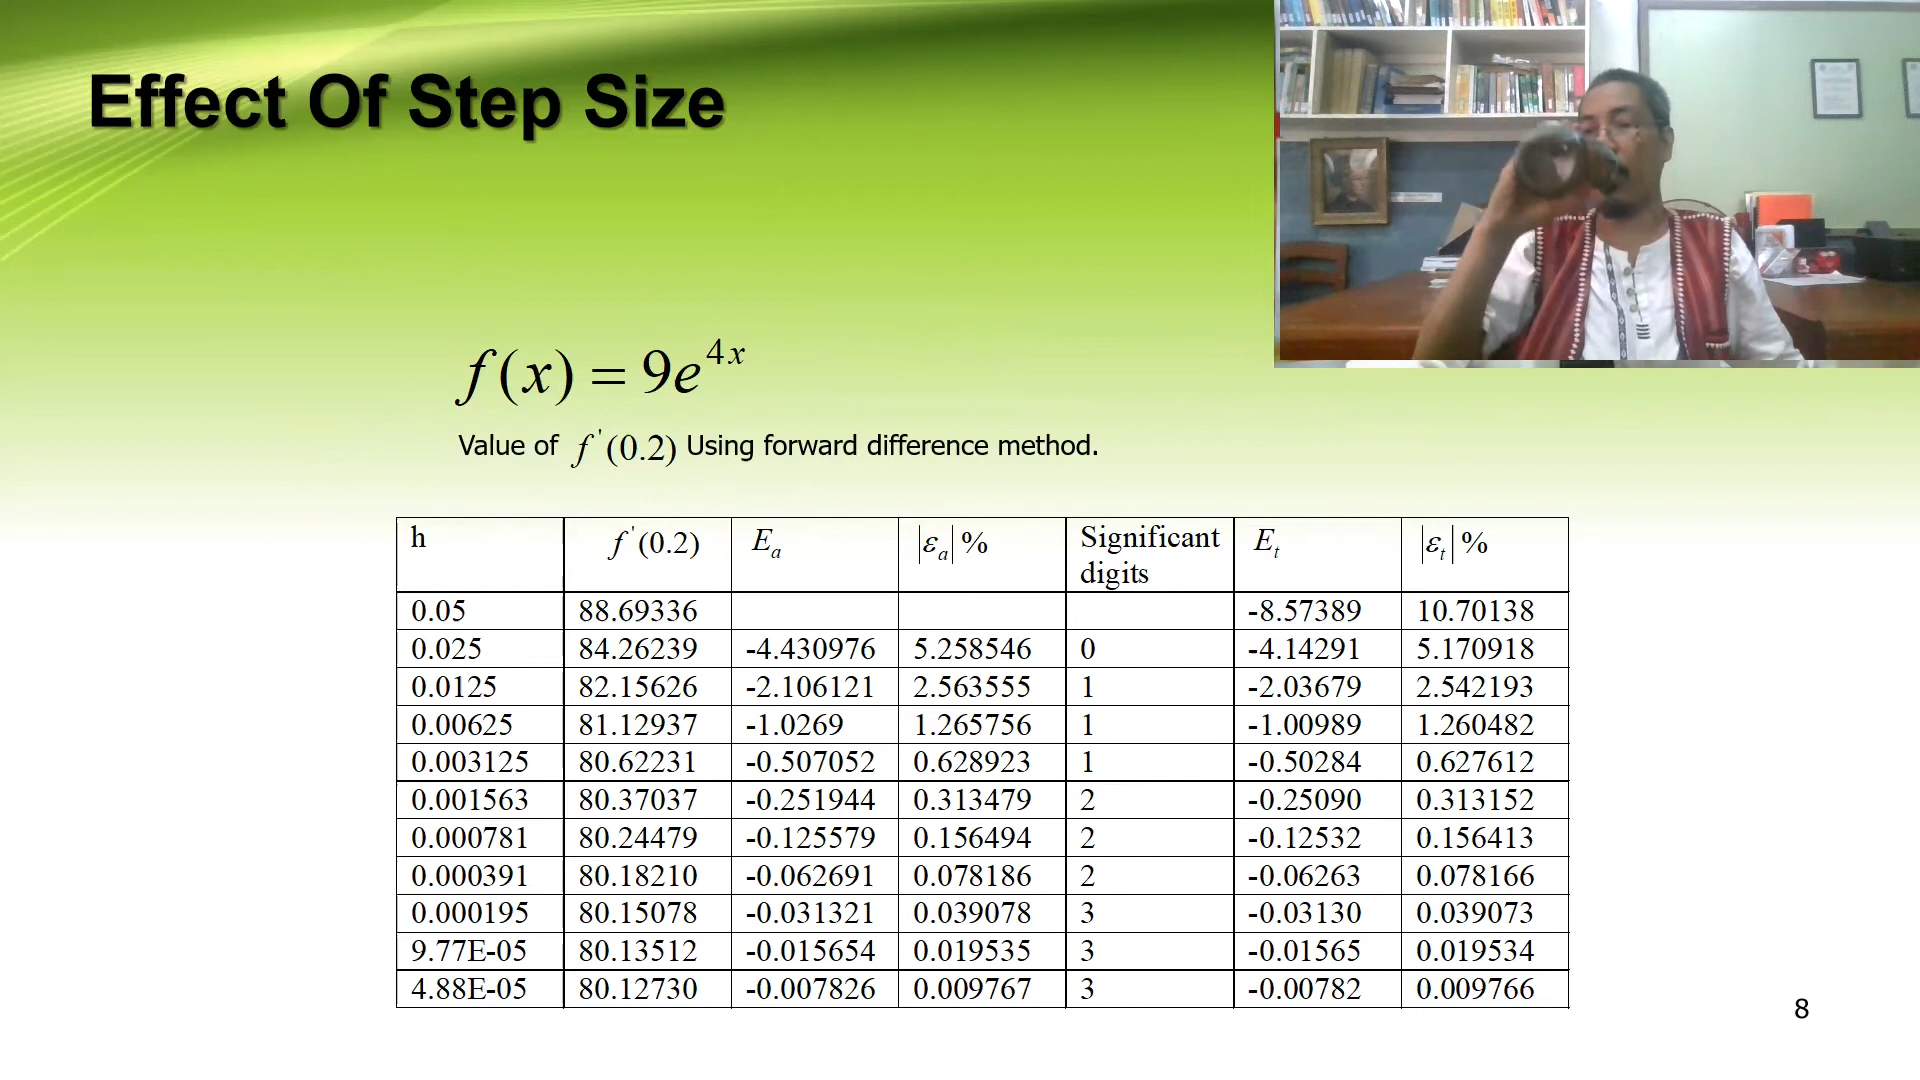 Effect Of Step Size
f(x) = 9e^{4x}
Value of f'(0.2) Using forward difference method.
h f'(0.2) E_a |ε_a| % Significant digits E_t |ε_t| %
0.05 88.69336 -8.57389 10.70138
0.025 84.26239 -4.430976 5.258546 0 -4.14291 5.170918
0.0125 82.15626 -2.106121 2.563555 1 -2.03679 2.542193
0.00625 81.12937 -1.0269 1.265756 1 -1.00989 1.260482
0.003125 80.62231 -0.507052 0.628923 1 -0.50284 0.627612
0.001563 80.37037 -0.251944 0.313479 2 -0.25090 0.313152
0.000781 80.24479 -0.125579 0.156494 2 -0.12532 0.156413
0.000391 80.18210 -0.062691 0.078186 2 -0.06263 0.078166
0.000195 80.15078 -0.031321 0.039078 3 -0.03130 0.039073
9.77E-05 80.13512 -0.015654 0.019535 3 -0.01565 0.019534
4.88E-05 80.12730 -0.007826 0.009767 3 -0.00782 0.009766
8